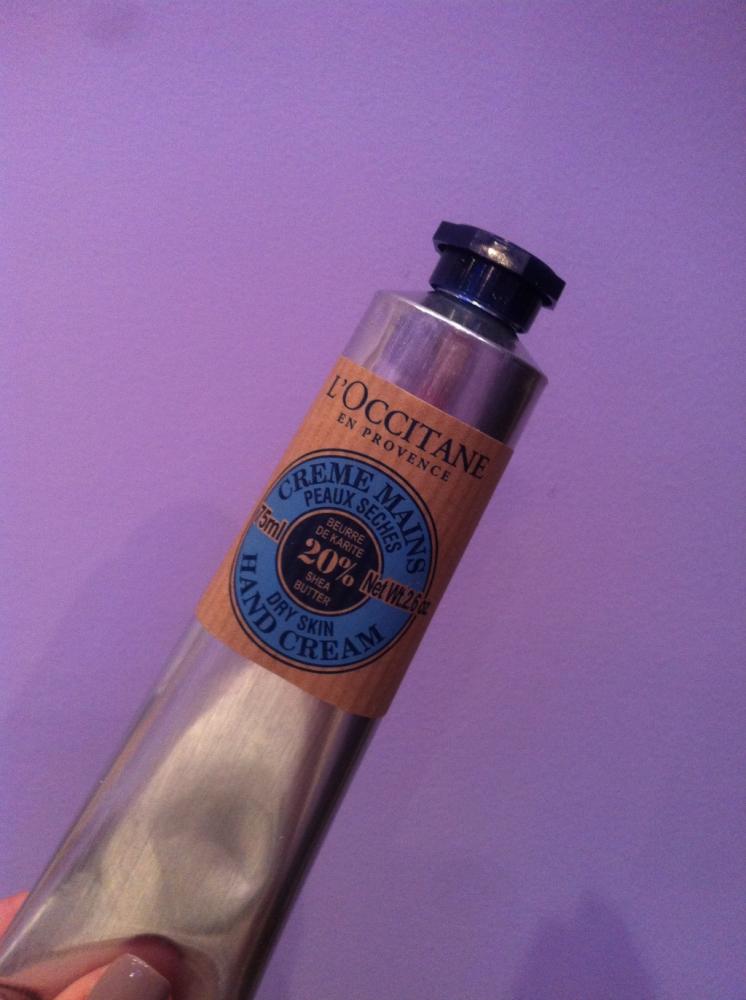 L'OCCITANE
EN PROVENCE
CREME MAINS
PEAUX SECHES
75ml
BEURRE
DE KARITE
20%
SHEA
BUTTER
Net Wt.2.6 oz.
DRY SKIN
HAND CREAM